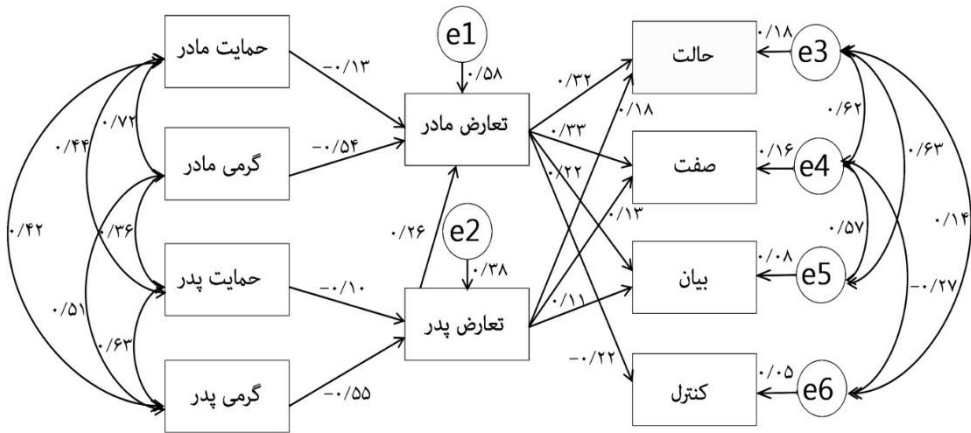 حمایت مادر
گرمی مادر
حمایت پدر
گرمی پدر
۰/۷۲
۰/۴۴
۰/۴۲
۰/۳۶
۰/۵۱
۰/۶۳
−۰/۱۳
−۰/۵۴
−۰/۱۰
−۰/۵۵
e1
۰/۵۸
تعارض مادر
۰/۲۶
e2
۰/۳۸
تعارض پدر
۰/۳۲
۰/۱۸
۰/۳۳
۰/۲۲
۰/۱۳
۰/۱۱
−۰/۲۲
حالت
صفت
بیان
کنترل
۰/۱۸
e3
۰/۱۶
e4
۰/۰۸
e5
۰/۰۵
e6
۰/۶۲
۰/۶۳
۰/۱۴
۰/۵۷
−۰/۲۷